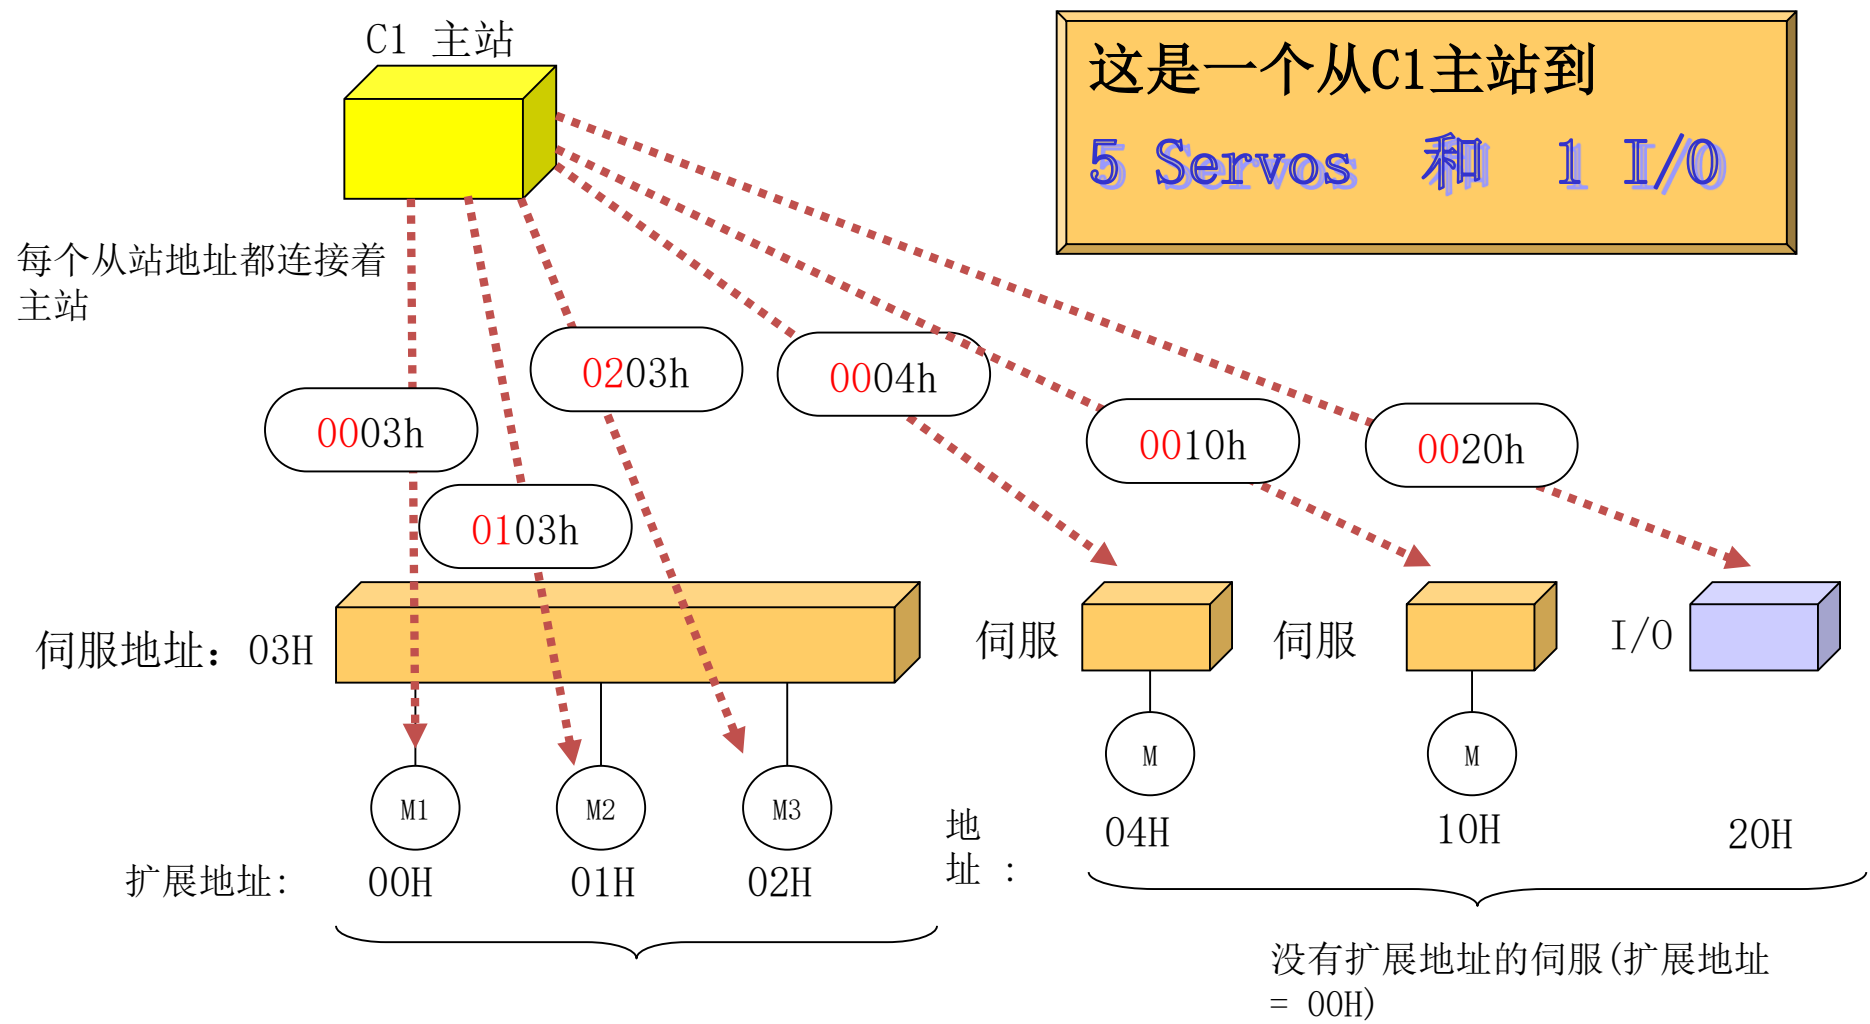 C1 主站
这是一个从C1主站到
5 Servos 和 1 I/O
每个从站地址都连接着
主站
0003h
0103h
0203h
0004h
0010h
0020h
伺服地址：03H
伺服
伺服
I/O
M1
M2
M3
M
M
扩展地址:
00H
01H
02H
地
址 :
04H
10H
20H
没有扩展地址的伺服(扩展地址
= 00H)